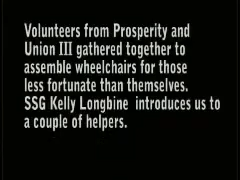 Volunteers from Prosperity and
Union III gathered together to
assemble wheelchairs for those
less fortunate than themselves.
SSG Kelly Longbine introduces us to
a couple of helpers.